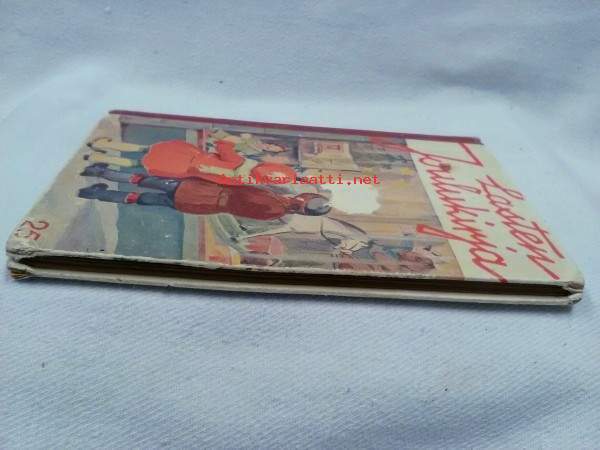 Lasten
Joulukirja
25
antikvariaatti.net